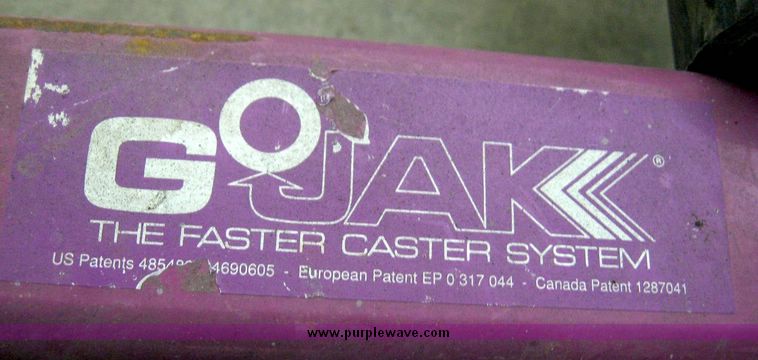 GOJAK®
THE FASTER CASTER SYSTEM
US Patents 4690605 - European Patent EP 0 317 044 - Canada Patent 1287041
www.purplewave.com